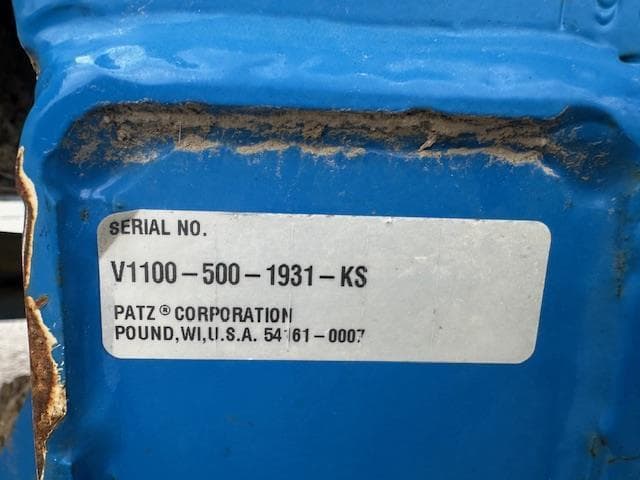 SERIAL NO.
V1100-500-1931-KS
PATZ® CORPORATION
POUND, WI, U.S.A. 54161-0007